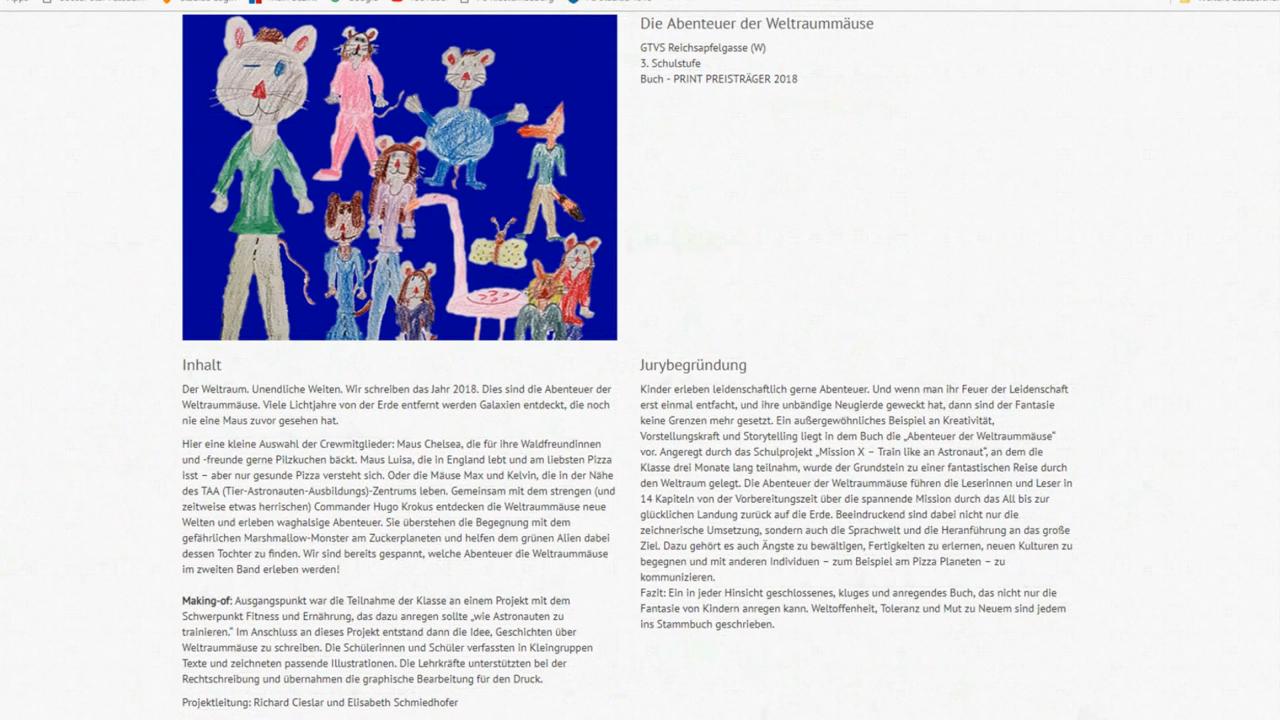 Die Abenteuer der Weltraummäuse
GTVS Reichsapfelgasse (W)
3. Schulstufe
Buch - PRINT PREISTRÄGER 2018
Inhalt
Der Weltraum. Unendliche Weiten. Wir schreiben das Jahr 2018. Dies sind die Abenteuer der
Weltraummäuse. Viele Lichtjahre von der Erde entfernt werden Galaxien entdeckt, die noch
nie eine Maus zuvor gesehen hat.
Hier eine kleine Auswahl der Crewmitglieder: Maus Chelsea, die für ihre Waldfreundinnen
und -freunde gerne Pilzkuchen bäckt. Maus Luisa, die in England lebt und am liebsten Pizza
isst – aber nur gesunde Pizza versteht sich. Oder die Mäuse Max und Kelvin, die in der Nähe
des TAA (Tier-Astronauten-Ausbildungs)-Zentrums leben. Gemeinsam mit dem strengen (und
zeitweise etwas herrischen) Commander Hugo Krokus entdecken die Weltraummäuse neue
Welten und erleben waghalsige Abenteuer. Sie überstehen die Begegnung mit dem
gefährlichen Marshmallow-Monster am Zuckerplaneten und helfen dem grünen Alien dabei
dessen Tochter zu finden. Wir sind bereits gespannt, welche Abenteuer die Weltraummäuse
im zweiten Band erleben werden!
Making-of: Ausgangspunkt war die Teilnahme der Klasse an einem Projekt mit dem
Schwerpunkt Fitness und Ernährung, das dazu anregen sollte „wie Astronauten zu
trainieren.“ Im Anschluss an dieses Projekt entstand dann die Idee, Geschichten über
Weltraummäuse zu schreiben. Die Schülerinnen und Schüler verfassten in Kleingruppen
Texte und zeichneten passende Illustrationen. Die Lehrkräfte unterstützten bei der
Rechtschreibung und übernahmen die graphische Bearbeitung für den Druck.
Projektleitung: Richard Cieslar und Elisabeth Schmiedhofer
Jurybegründung
Kinder erleben leidenschaftlich gerne Abenteuer. Und wenn man ihr Feuer der Leidenschaft
erst einmal entfacht, und ihre unbändige Neugierde geweckt hat, dann sind der Fantasie
keine Grenzen mehr gesetzt. Ein außergewöhnliches Beispiel an Kreativität,
Vorstellungskraft und Storytelling liegt in dem Buch die „Abenteuer der Weltraummäuse“
vor. Angeregt durch das Schulprojekt „Mission X – Train like an Astronaut“, an dem die
Klasse drei Monate lang teilnahm, wurde der Grundstein zu einer fantastischen Reise durch
den Weltraum gelegt. Die Abenteuer der Weltraummäuse führen die Leserinnen und Leser in
14 Kapiteln von der Vorbereitungszeit über die spannende Mission durch das All bis zur
glücklichen Landung zurück auf die Erde. Beeindruckend sind dabei nicht nur die
zeichnerische Umsetzung, sondern auch die Sprachwelt und die Heranführung an das große
Ziel. Dazu gehört es auch Ängste zu bewältigen, Fertigkeiten zu erlernen, neuen Kulturen zu
begegnen und mit anderen Individuen – zum Beispiel am Pizza Planeten – zu
kommunizieren.
Fazit: Ein in jeder Hinsicht geschlossenes, kluges und anregendes Buch, das nicht nur die
Fantasie von Kindern anregen kann. Weltoffenheit, Toleranz und Mut zu Neuem sind jedem
ins Stammbuch geschrieben.